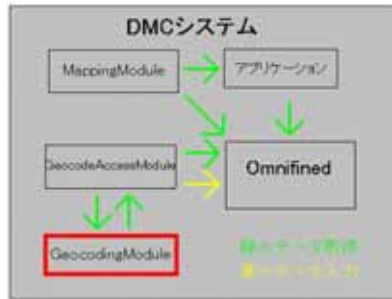 DMCシステム
MappingModule
アプリケーション
GeocodeAccessModule
Omnifined
GeocodingModule
緑=データ取得
黄=データ入力